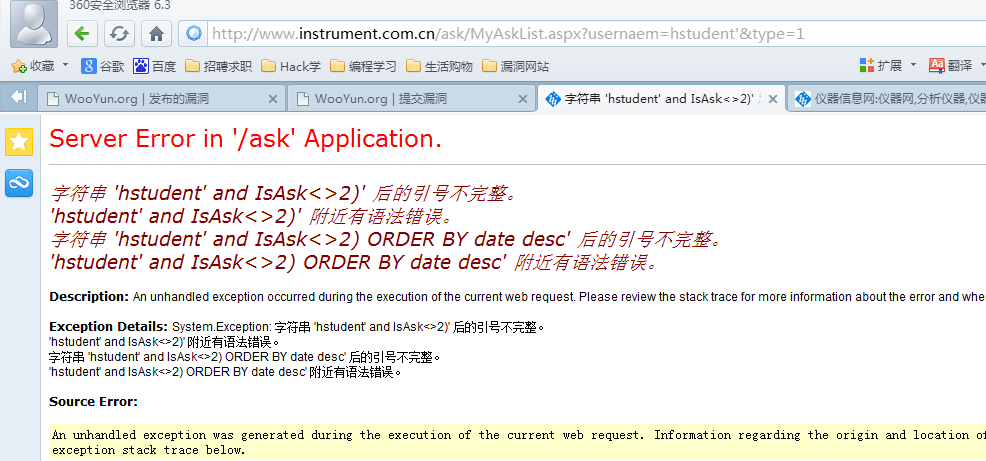 360安全浏览器 6.3
http://www.instrument.com.cn/ask/MyAskList.aspx?usernaem=hstudent'&type=1
收藏 谷歌 百度 招聘求职 Hack学 编程学习 生活购物 漏洞网站 扩展 翻译
WooYun.org | 发布的漏洞 WooYun.org | 提交漏洞 字符串 'hstudent' and IsAsk<>2)' 仪器信息网:仪器网,分析仪器,仪
Server Error in '/ask' Application.
字符串 'hstudent' and IsAsk<>2)' 后的引号不完整。
'hstudent' and IsAsk<>2)' 附近有语法错误。
字符串 'hstudent' and IsAsk<>2) ORDER BY date desc' 后的引号不完整。
'hstudent' and IsAsk<>2) ORDER BY date desc' 附近有语法错误。
Description: An unhandled exception occurred during the execution of the current web request. Please review the stack trace for more information about the error and whe
Exception Details: System.Exception: 字符串 'hstudent' and IsAsk<>2)' 后的引号不完整。
'hstudent' and IsAsk<>2)' 附近有语法错误。
字符串 'hstudent' and IsAsk<>2) ORDER BY date desc' 后的引号不完整。
'hstudent' and IsAsk<>2) ORDER BY date desc' 附近有语法错误。
Source Error:
An unhandled exception was generated during the execution of the current web request. Information regarding the origin and location of
exception stack trace below.